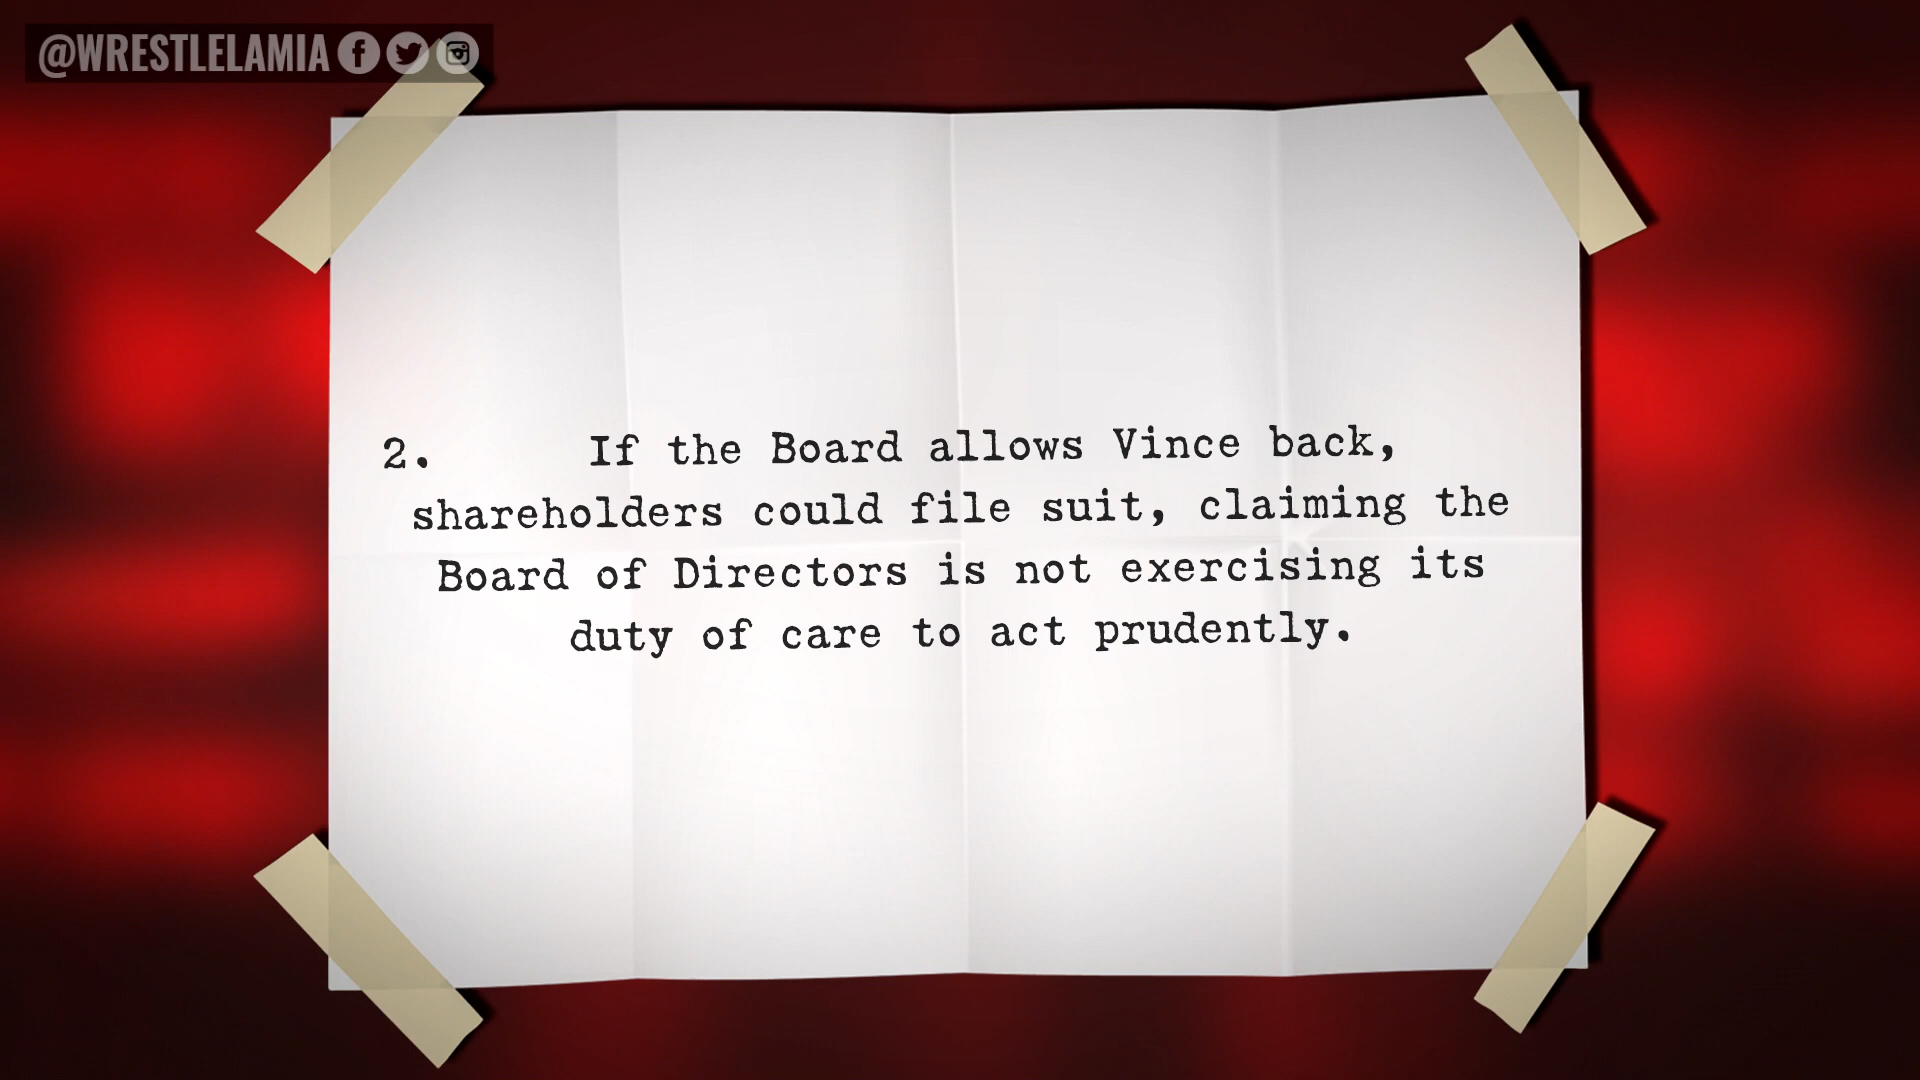 @WRESTLELAMIA
2. If the Board allows Vince back,
shareholders could file suit, claiming the
Board of Directors is not exercising its
duty of care to act prudently.